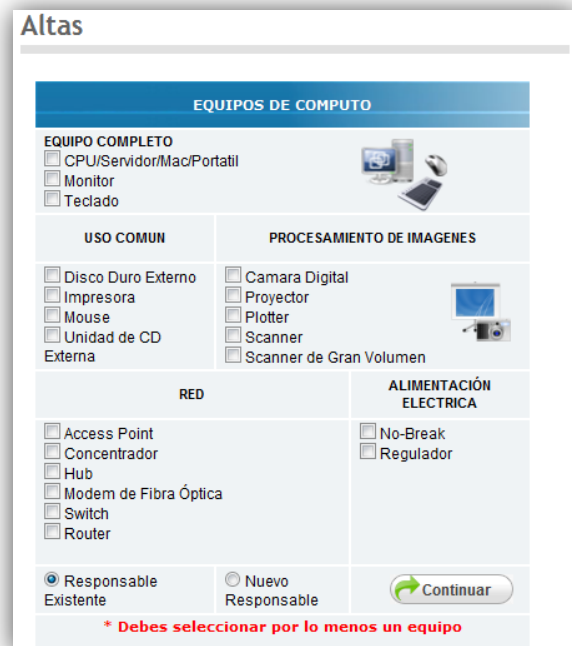 Altas
EQUIPOS DE COMPUTO
EQUIPO COMPLETO
CPU/Servidor/Mac/Portatil
Monitor
Teclado
USO COMUN
PROCESAMIENTO DE IMAGENES
Disco Duro Externo
Impresora
Mouse
Unidad de CD
Externa
Camara Digital
Proyector
Plotter
Scanner
Scanner de Gran Volumen
RED
ALIMENTACIÓN
ELECTRICA
Access Point
Concentrador
Hub
Modem de Fibra Óptica
Switch
Router
No-Break
Regulador
Responsable
Existente
Nuevo
Responsable
Continuar
* Debes seleccionar por lo menos un equipo